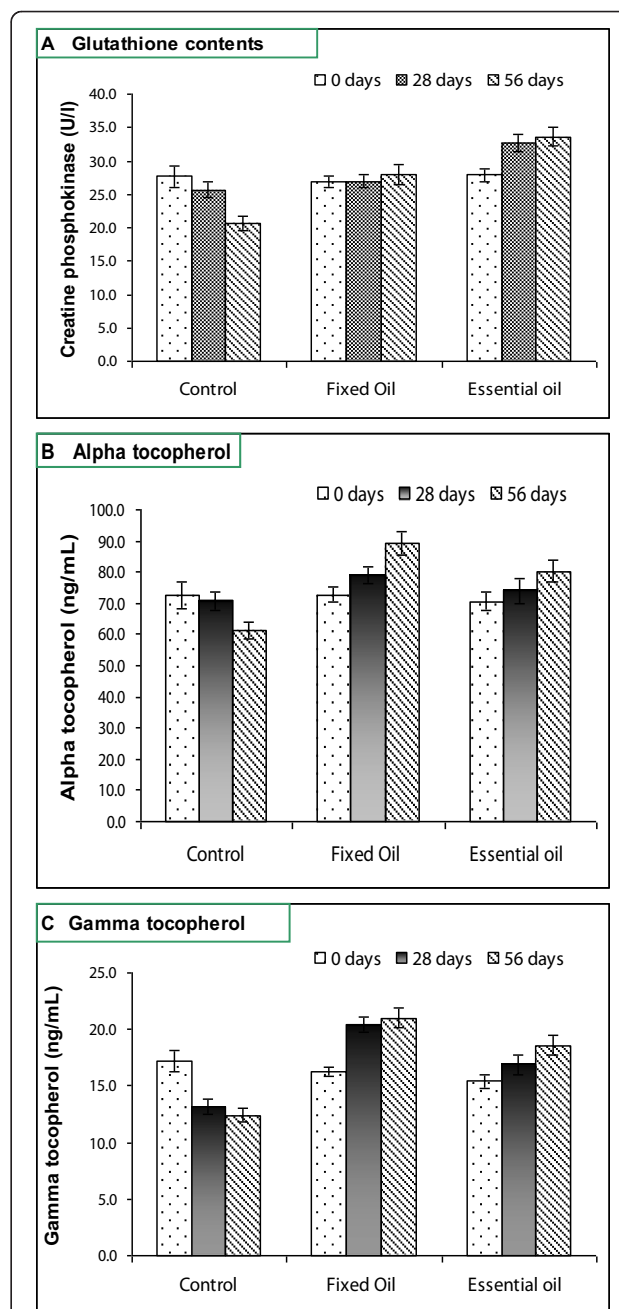 A Glutathione contents
0 days 28 days 56 days
Creatine phosphokinase (U/l)
40.0
35.0
30.0
25.0
20.0
15.0
10.0
5.0
0.0
Control Fixed Oil Essential oil
B Alpha tocopherol
0 days 28 days 56 days
Alpha tocopherol (ng/mL)
100.0
90.0
80.0
70.0
60.0
50.0
40.0
30.0
20.0
10.0
0.0
Control Fixed Oil Essential oil
C Gamma tocopherol
0 days 28 days 56 days
Gamma tocopherol (ng/mL)
25.0
20.0
15.0
10.0
5.0
0.0
Control Fixed Oil Essential oil